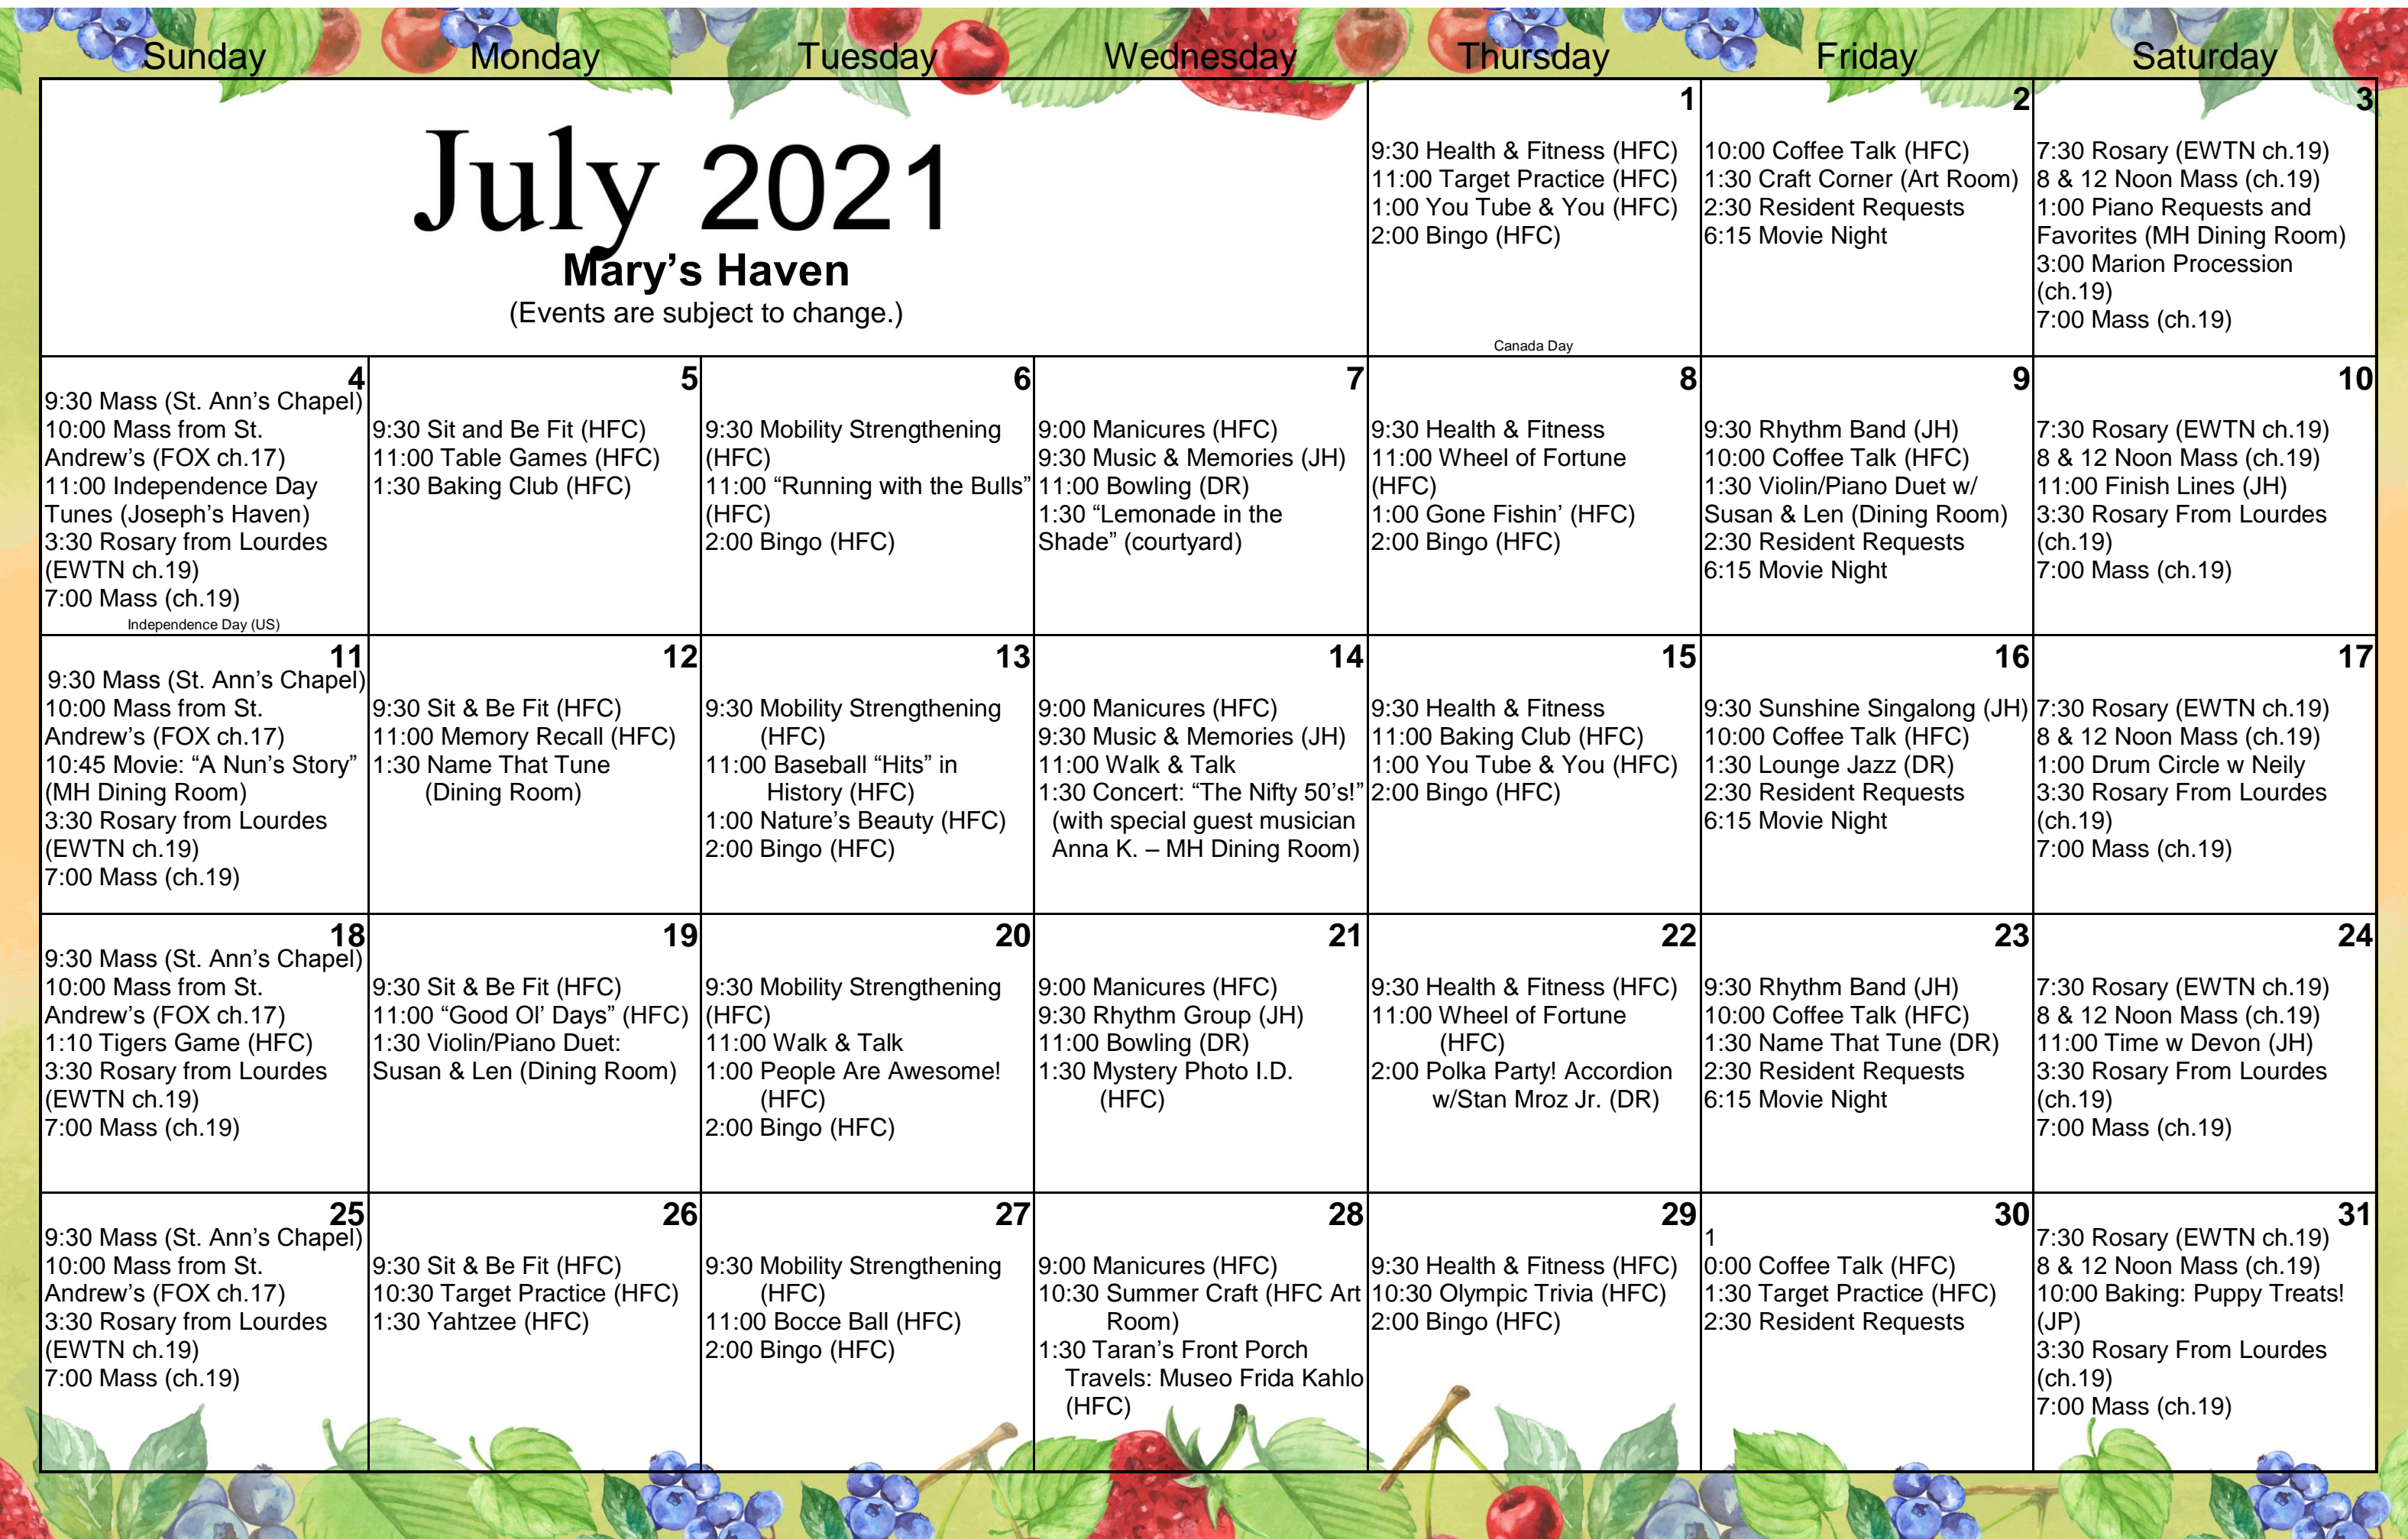 Sunday Monday Tuesday Wednesday Thursday Friday Saturday
July 2021
Mary’s Haven
(Events are subject to change.)
1
9:30 Health & Fitness (HFC)
11:00 Target Practice (HFC)
1:00 You Tube & You (HFC)
2:00 Bingo (HFC)
Canada Day
2
10:00 Coffee Talk (HFC)
1:30 Craft Corner (Art Room)
2:30 Resident Requests
6:15 Movie Night
3
7:30 Rosary (EWTN ch.19)
8 & 12 Noon Mass (ch.19)
1:00 Piano Requests and
Favorites (MH Dining Room)
3:00 Marion Procession
(ch.19)
7:00 Mass (ch.19)
4
9:30 Mass (St. Ann’s Chapel)
10:00 Mass from St.
Andrew’s (FOX ch.17)
11:00 Independence Day
Tunes (Joseph’s Haven)
3:30 Rosary from Lourdes
(EWTN ch.19)
7:00 Mass (ch.19)
Independence Day (US)
5
9:30 Sit and Be Fit (HFC)
11:00 Table Games (HFC)
1:30 Baking Club (HFC)
6
9:30 Mobility Strengthening
(HFC)
11:00 “Running with the Bulls”
(HFC)
2:00 Bingo (HFC)
7
9:00 Manicures (HFC)
9:30 Music & Memories (JH)
11:00 Bowling (DR)
1:30 “Lemonade in the
Shade” (courtyard)
8
9:30 Health & Fitness
11:00 Wheel of Fortune
(HFC)
1:00 Gone Fishin’ (HFC)
2:00 Bingo (HFC)
9
9:30 Rhythm Band (JH)
10:00 Coffee Talk (HFC)
1:30 Violin/Piano Duet w/
Susan & Len (Dining Room)
2:30 Resident Requests
6:15 Movie Night
10
7:30 Rosary (EWTN ch.19)
8 & 12 Noon Mass (ch.19)
11:00 Finish Lines (JH)
3:30 Rosary From Lourdes
(ch.19)
7:00 Mass (ch.19)
11
9:30 Mass (St. Ann’s Chapel)
10:00 Mass from St.
Andrew’s (FOX ch.17)
10:45 Movie: “A Nun’s Story”
(MH Dining Room)
3:30 Rosary from Lourdes
(EWTN ch.19)
7:00 Mass (ch.19)
12
9:30 Sit & Be Fit (HFC)
11:00 Memory Recall (HFC)
1:30 Name That Tune
(Dining Room)
13
9:30 Mobility Strengthening
(HFC)
11:00 Baseball “Hits” in
History (HFC)
1:00 Nature’s Beauty (HFC)
2:00 Bingo (HFC)
14
9:00 Manicures (HFC)
9:30 Music & Memories (JH)
11:00 Walk & Talk
1:30 Concert: “The Nifty 50’s!”
(with special guest musician
Anna K. – MH Dining Room)
15
9:30 Health & Fitness
11:00 Baking Club (HFC)
1:00 You Tube & You (HFC)
2:00 Bingo (HFC)
16
9:30 Sunshine Singalong (JH)
10:00 Coffee Talk (HFC)
1:30 Lounge Jazz (DR)
2:30 Resident Requests
6:15 Movie Night
17
7:30 Rosary (EWTN ch.19)
8 & 12 Noon Mass (ch.19)
1:00 Drum Circle w Neily
3:30 Rosary From Lourdes
(ch.19)
7:00 Mass (ch.19)
18
9:30 Mass (St. Ann’s Chapel)
10:00 Mass from St.
Andrew’s (FOX ch.17)
1:10 Tigers Game (HFC)
3:30 Rosary from Lourdes
(EWTN ch.19)
7:00 Mass (ch.19)
19
9:30 Sit & Be Fit (HFC)
11:00 “Good Ol’ Days” (HFC)
1:30 Violin/Piano Duet:
Susan & Len (Dining Room)
20
9:30 Mobility Strengthening
(HFC)
11:00 Walk & Talk
1:00 People Are Awesome!
(HFC)
2:00 Bingo (HFC)
21
9:00 Manicures (HFC)
9:30 Rhythm Group (JH)
11:00 Bowling (DR)
1:30 Mystery Photo I.D.
(HFC)
22
9:30 Health & Fitness (HFC)
11:00 Wheel of Fortune
(HFC)
2:00 Polka Party! Accordion
w/Stan Mroz Jr. (DR)
23
9:30 Rhythm Band (JH)
10:00 Coffee Talk (HFC)
1:30 Name That Tune (DR)
2:30 Resident Requests
6:15 Movie Night
24
7:30 Rosary (EWTN ch.19)
8 & 12 Noon Mass (ch.19)
11:00 Time w Devon (JH)
3:30 Rosary From Lourdes
(ch.19)
7:00 Mass (ch.19)
25
9:30 Mass (St. Ann’s Chapel)
10:00 Mass from St.
Andrew’s (FOX ch.17)
3:30 Rosary from Lourdes
(EWTN ch.19)
7:00 Mass (ch.19)
26
9:30 Sit & Be Fit (HFC)
10:30 Target Practice (HFC)
1:30 Yahtzee (HFC)
27
9:30 Mobility Strengthening
(HFC)
11:00 Bocce Ball (HFC)
2:00 Bingo (HFC)
28
9:00 Manicures (HFC)
10:30 Summer Craft (HFC Art
Room)
1:30 Taran’s Front Porch
Travels: Museo Frida Kahlo
(HFC)
29
9:30 Health & Fitness (HFC)
10:30 Olympic Trivia (HFC)
2:00 Bingo (HFC)
30
1
0:00 Coffee Talk (HFC)
1:30 Target Practice (HFC)
2:30 Resident Requests
31
7:30 Rosary (EWTN ch.19)
8 & 12 Noon Mass (ch.19)
10:00 Baking: Puppy Treats!
(JP)
3:30 Rosary From Lourdes
(ch.19)
7:00 Mass (ch.19)